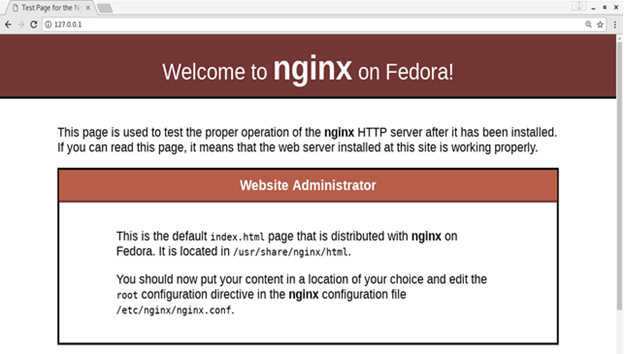 Test Page for the N
127.0.0.1
Welcome to nginx on Fedora!
This page is used to test the proper operation of the nginx HTTP server after it has been installed.
If you can read this page, it means that the web server installed at this site is working properly.
Website Administrator
This is the default index.html page that is distributed with nginx on
Fedora. It is located in /usr/share/nginx/html.
You should now put your content in a location of your choice and edit the
root configuration directive in the nginx configuration file
/etc/nginx/nginx.conf.